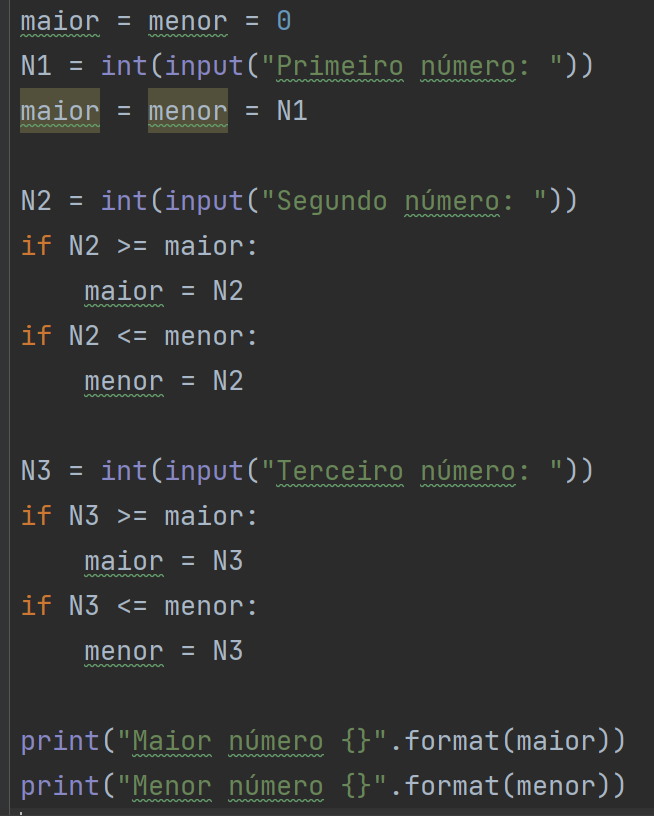 maior = menor = 0
N1 = int(input("Primeiro número: "))
maior = menor = N1
N2 = int(input("Segundo número: "))
if N2 >= maior:
    maior = N2
if N2 <= menor:
    menor = N2
N3 = int(input("Terceiro número: "))
if N3 >= maior:
    maior = N3
if N3 <= menor:
    menor = N3
print("Maior número {}".format(maior))
print("Menor número {}".format(menor))